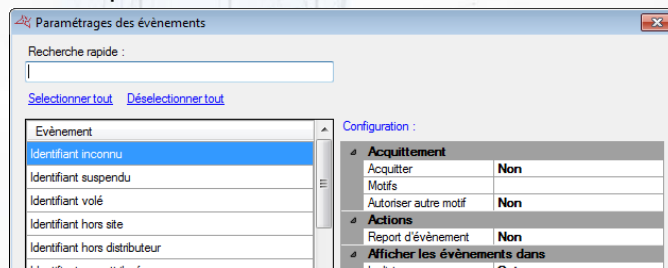 Paramétrages des évènements
Recherche rapide :
Selectionner tout Déselectionner tout
Evènement
Configuration :
Identifiant inconnu
Acquittement
Acquitter Non
Identifiant suspendu
Motifs
Identifiant volé
Autoriser autre motif Non
Actions
Identifiant hors site
Report d'évènement Non
Identifiant hors distributeur
Afficher les évènements dans